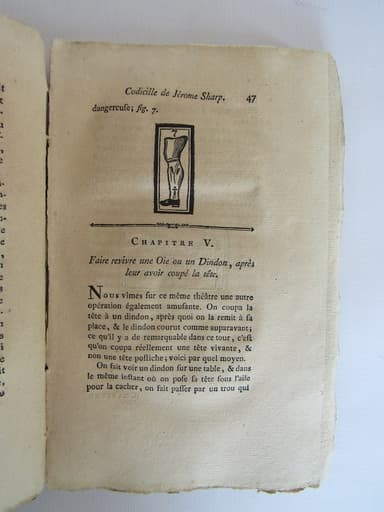 Codicille de Jérome Sharp. 47
dangereuse; fig. 7.
7
CHAPITRE V.
Faire revivre une Oie ou un Dindon, après
leur avoir coupé la tête.
Nous vîmes sur ce même théâtre une autre
opération également amusante. On coupa la
tête à un dindon, après quoi on la remit à sa
place, & le dindon courut comme auparavant;
ce qu'il y a de remarquable dans ce tour, c'est
qu'on coupa réellement une tête vivante, &
non une tête postiche; voici par quel moyen.
On fait voir un dindon sur une table, & dans
le même instant où on pose sa tête sous l'aile
pour la cacher, on fait passer par un trou qui